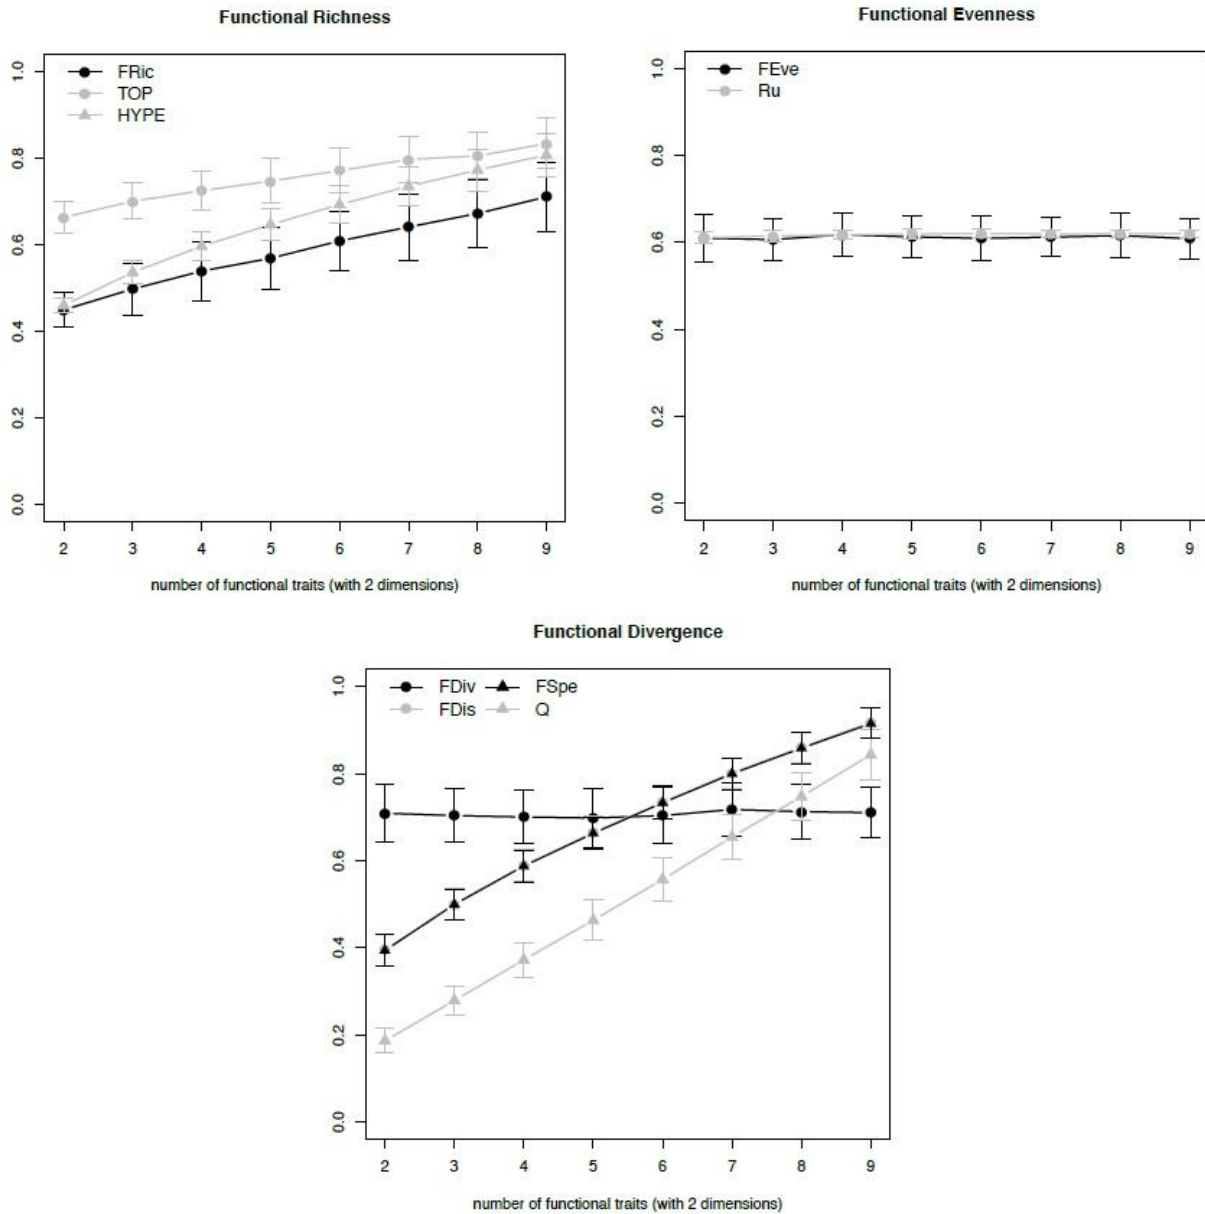 Functional Richness
FRic
TOP
HYPE
1.0
0.8
0.6
0.4
0.2
0.0
2 3 4 5 6 7 8 9
number of functional traits (with 2 dimensions)
Functional Evenness
FEve
Ru
1.0
0.8
0.6
0.4
0.2
0.0
2 3 4 5 6 7 8 9
number of functional traits (with 2 dimensions)
Functional Divergence
FDiv FSpe
FDis Q
1.0
0.8
0.6
0.4
0.2
0.0
2 3 4 5 6 7 8 9
number of functional traits (with 2 dimensions)